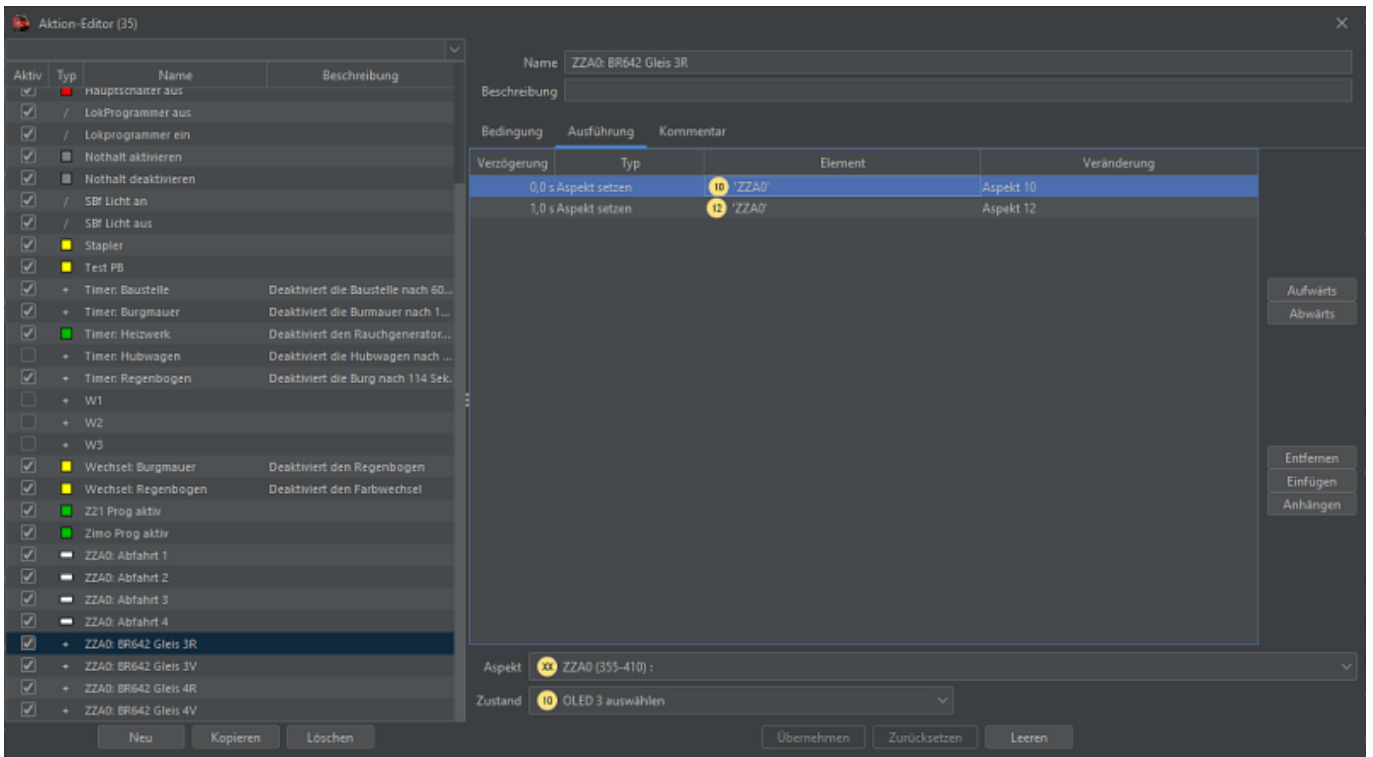 Aktion-Editor (35)
Name ZZA0: BR642 Gleis 3R
Beschreibung
Bedingung Ausführung Kommentar
Aktiv Typ Name Beschreibung
Hauptschalter aus
/ LokProgrammer aus
/ Lokprogrammer ein
Nothalt aktivieren
Nothalt deaktivieren
/ SBf Licht an
/ SBf Licht aus
Stapler
Test PB
+ Timer: Baustelle Deaktiviert die Baustelle nach 60...
+ Timer: Burgmauer Deaktiviert die Burmauer nach 1...
Timer: Heizwerk Deaktiviert den Rauchgenerator...
+ Timer: Hubwagen Deaktiviert die Hubwagen nach ...
+ Timer: Regenbogen Deaktiviert die Burg nach 114 Sek.
+ W1
+ W2
+ W3
Wechsel: Burgmauer Deaktiviert den Regenbogen
Wechsel: Regenbogen Deaktiviert den Farbwechsel
Z21 Prog aktiv
Zimo Prog aktiv
ZZA0: Abfahrt 1
ZZA0: Abfahrt 2
ZZA0: Abfahrt 3
ZZA0: Abfahrt 4
+ ZZA0: BR642 Gleis 3R
+ ZZA0: BR642 Gleis 3V
+ ZZA0: BR642 Gleis 4R
+ ZZA0: BR642 Gleis 4V
Neu Kopieren Löschen
Verzögerung Typ Element Veränderung
0,0 s Aspekt setzen 10 'ZZA0' Aspekt 10
1,0 s Aspekt setzen 12 'ZZA0' Aspekt 12
Aufwärts
Abwärts
Entfernen
Einfügen
Anhängen
Aspekt XX ZZA0 (355-410) :
Zustand 10 OLED 3 auswählen
Übernehmen Zurücksetzen Leeren